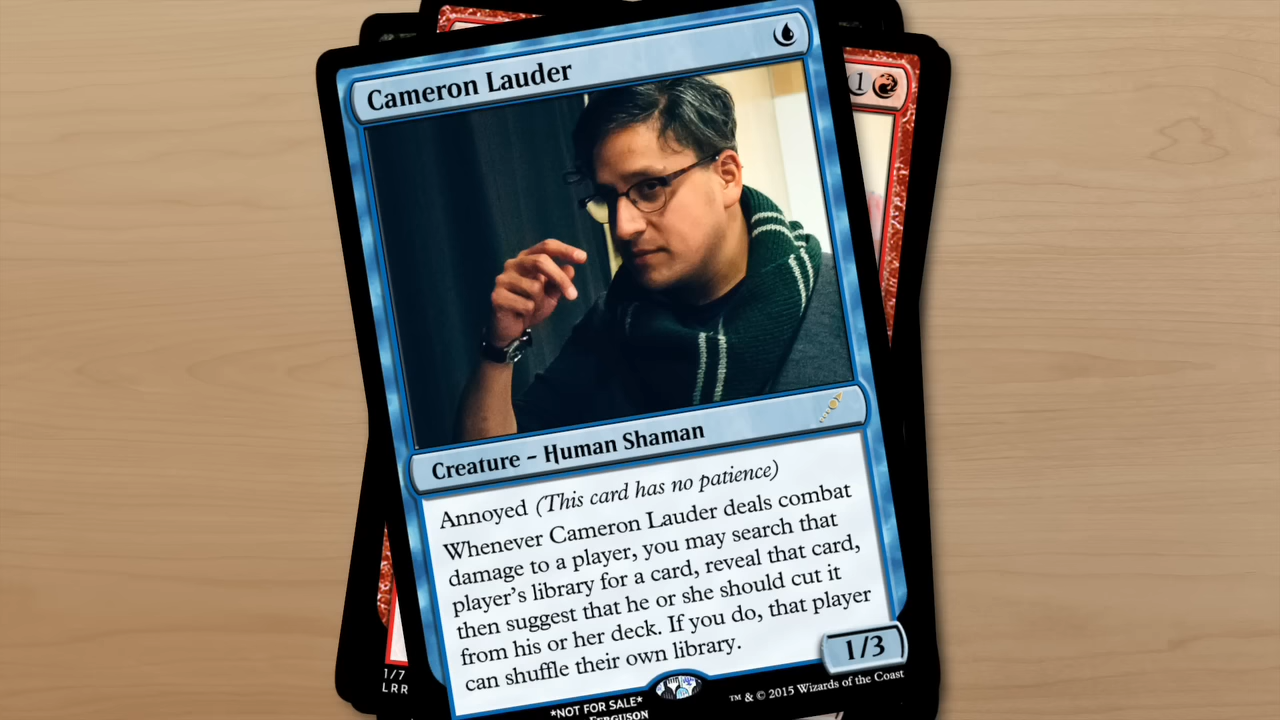 Cameron Lauder
1
Creature – Human Shaman
Annoyed (This card has no patience)
Whenever Cameron Lauder deals combat
damage to a player, you may search that
player's library for a card, reveal that card,
then suggest that he or she should cut it
from his or her deck. If you do, that player
can shuffle their own library.
1/3
1/7
LRR
*NOT FOR SALE*
FERGUSON
™ & © 2015 Wizards of the Coast